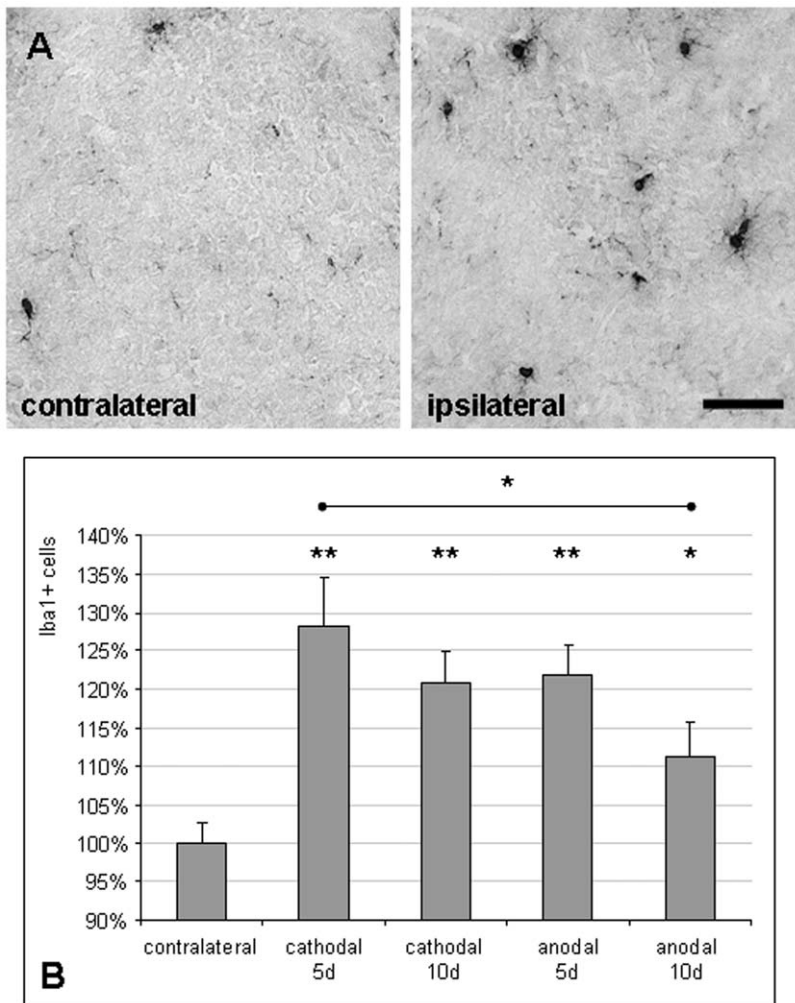 A
contralateral
ipsilateral
*
** ** ** *
Iba1+ cells
140%
135%
130%
125%
120%
115%
110%
105%
100%
95%
90%
contralateral
cathodal
5d
cathodal
10d
anodal
5d
anodal
10d
B